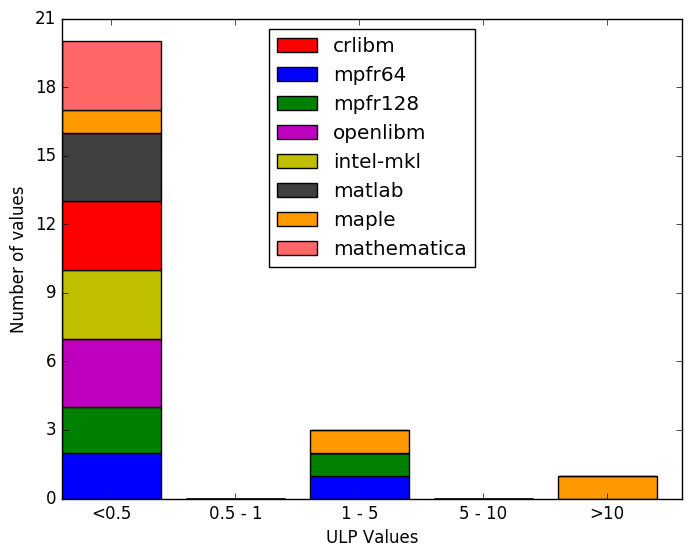 21
18
15
12
9
6
3
0
Number of values
crlibm
mpfr64
mpfr128
openlibm
intel-mkl
matlab
maple
mathematica
<0.5
0.5 - 1
1 - 5
5 - 10
>10
ULP Values